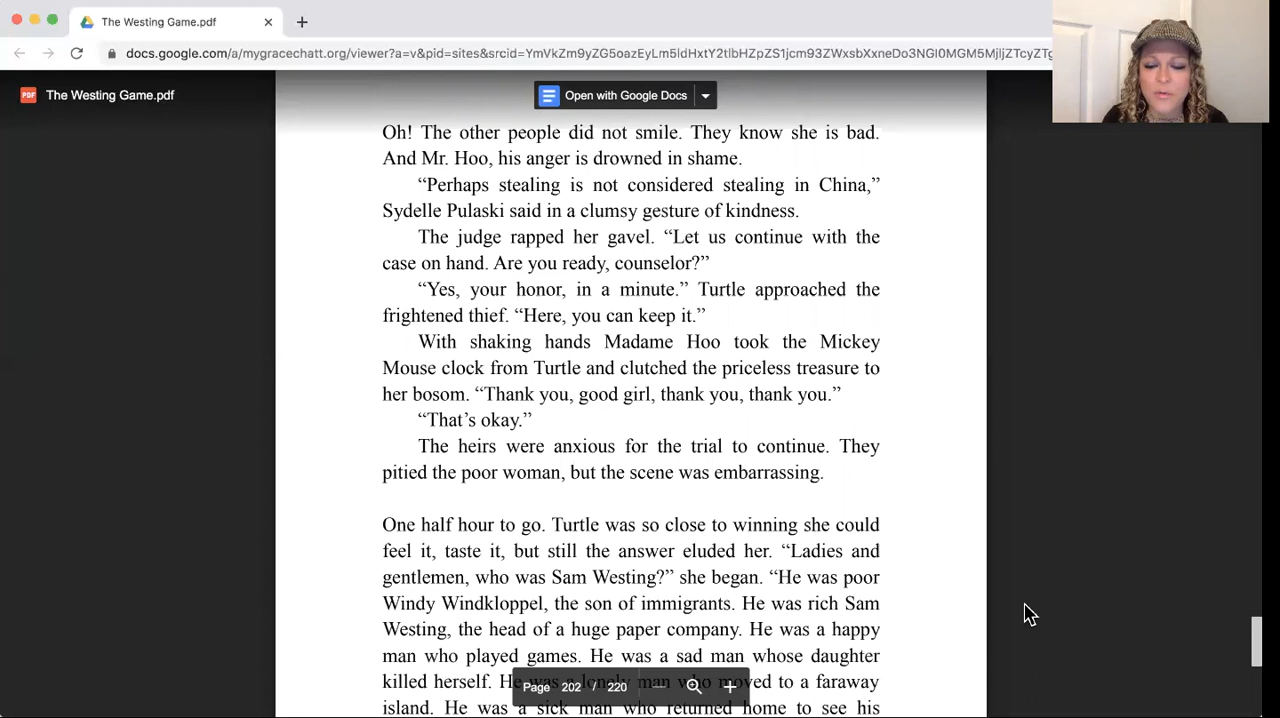 The Westing Game.pdf
docs.google.com/a/mygracechatt.org/viewer?a=v&pid=sites&srcid=
The Westing Game.pdf
Open with Google Docs
Oh! The other people did not smile. They know she is bad.
And Mr. Hoo, his anger is drowned in shame.
“Perhaps stealing is not considered stealing in China,”
Sydelle Pulaski said in a clumsy gesture of kindness.
The judge rapped her gavel. “Let us continue with the
case on hand. Are you ready, counselor?”
“Yes, your honor, in a minute.” Turtle approached the
frightened thief. “Here, you can keep it.”
With shaking hands Madame Hoo took the Mickey
Mouse clock from Turtle and clutched the priceless treasure to
her bosom. “Thank you, good girl, thank you, thank you.”
“That’s okay.”
The heirs were anxious for the trial to continue. They
pitied the poor woman, but the scene was embarrassing.
One half hour to go. Turtle was so close to winning she could
feel it, taste it, but still the answer eluded her. “Ladies and
gentlemen, who was Sam Westing?” she began. “He was poor
Windy Windkloppel, the son of immigrants. He was rich Sam
Westing, the head of a huge paper company. He was a happy
man who played games. He was a sad man whose daughter
killed herself. He was a lonely man who moved to a faraway
island. He was a sick man who returned home to see his
PDF
Page 202 / 220